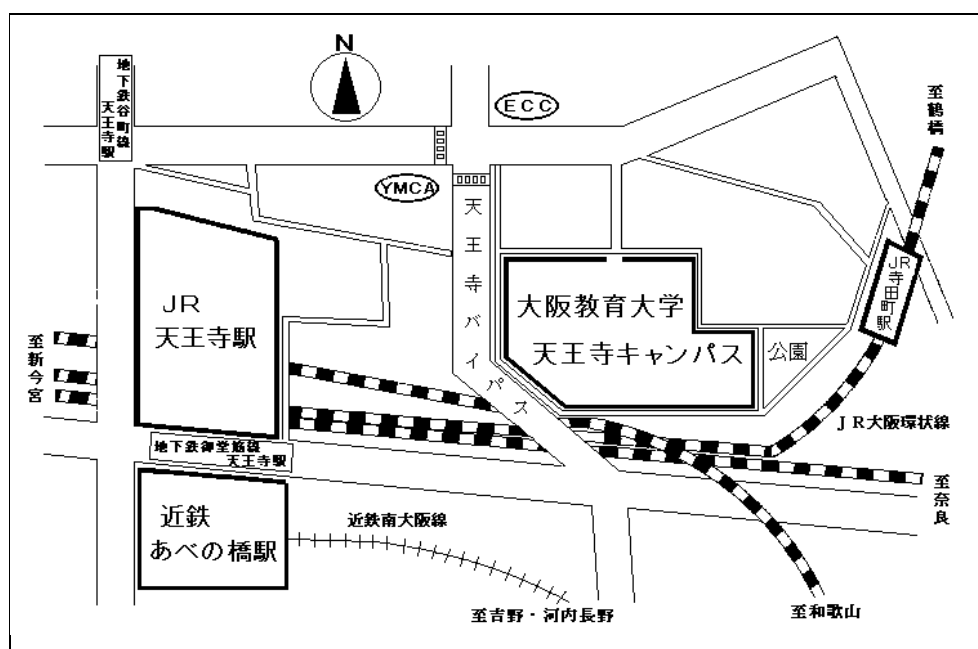 N
地下鉄谷町線
天王寺駅
ECC
至鶴橋
YMCA
天王寺バイパス
JR
天王寺駅
大阪教育大学
天王寺キャンパス
公園
JR寺田町駅
至新今宮
JR大阪環状線
地下鉄御堂筋線
天王寺駅
至奈良
近鉄
あべの橋駅
近鉄南大阪線
至吉野・河内長野
至和歌山